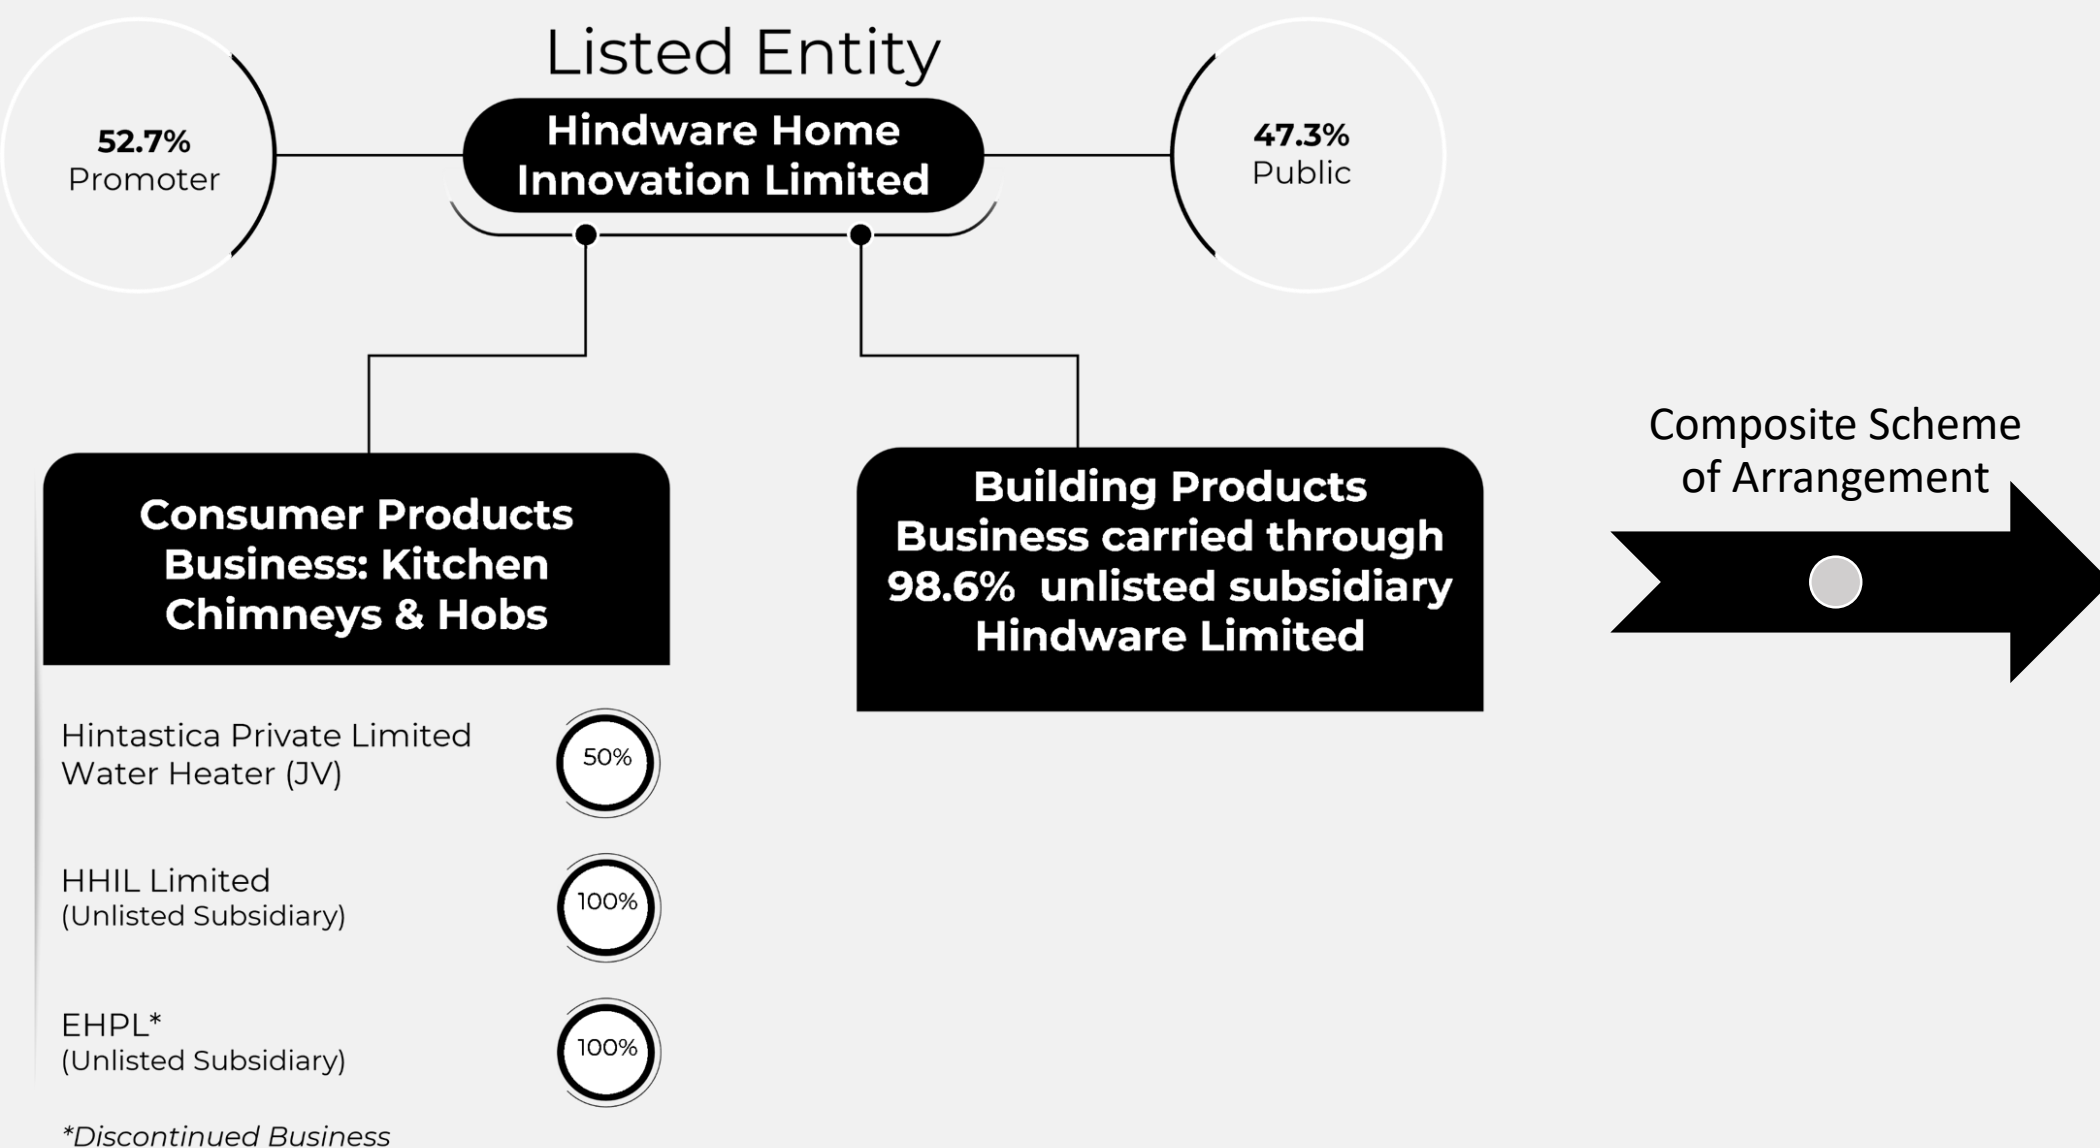 Listed Entity
52.7%
Promoter
Hindware Home
Innovation Limited
47.3%
Public
Consumer Products
Business: Kitchen
Chimneys & Hobs
Building Products
Business carried through
98.6% unlisted subsidiary
Hindware Limited
Composite Scheme
of Arrangement
Hintastica Private Limited
Water Heater (JV)
50%
HHIL Limited
(Unlisted Subsidiary)
100%
EHPL*
(Unlisted Subsidiary)
100%
*Discontinued Business